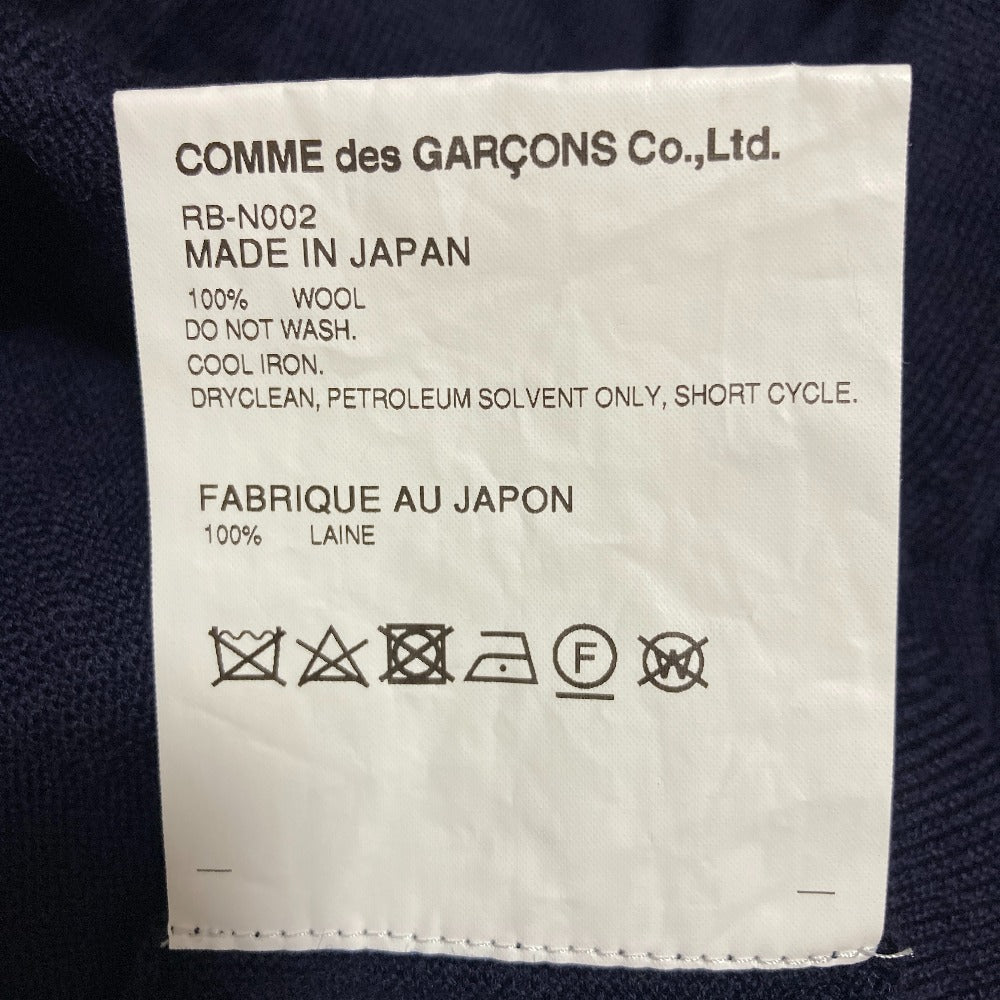 COMME des GARÇONS Co.,Ltd.
RB-N002
MADE IN JAPAN
100% WOOL
DO NOT WASH.
COOL IRON.
DRYCLEAN, PETROLEUM SOLVENT ONLY, SHORT CYCLE.
FABRIQUE AU JAPON
100% LAINE
F W